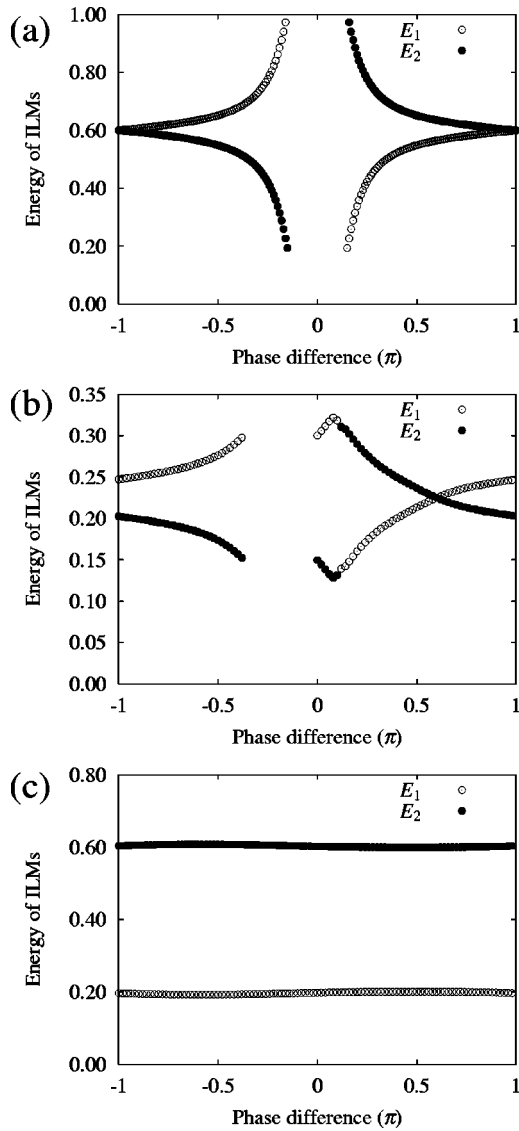 (a)
E1
E2
1.00
0.80
0.60
0.40
0.20
0.00
Energy of ILMs
-1 -0.5 0 0.5 1
Phase difference (π)
(b)
E1
E2
0.35
0.30
0.25
0.20
0.15
0.10
0.05
0.00
Energy of ILMs
-1 -0.5 0 0.5 1
Phase difference (π)
(c)
E1
E2
0.80
0.60
0.40
0.20
0.00
Energy of ILMs
-1 -0.5 0 0.5 1
Phase difference (π)